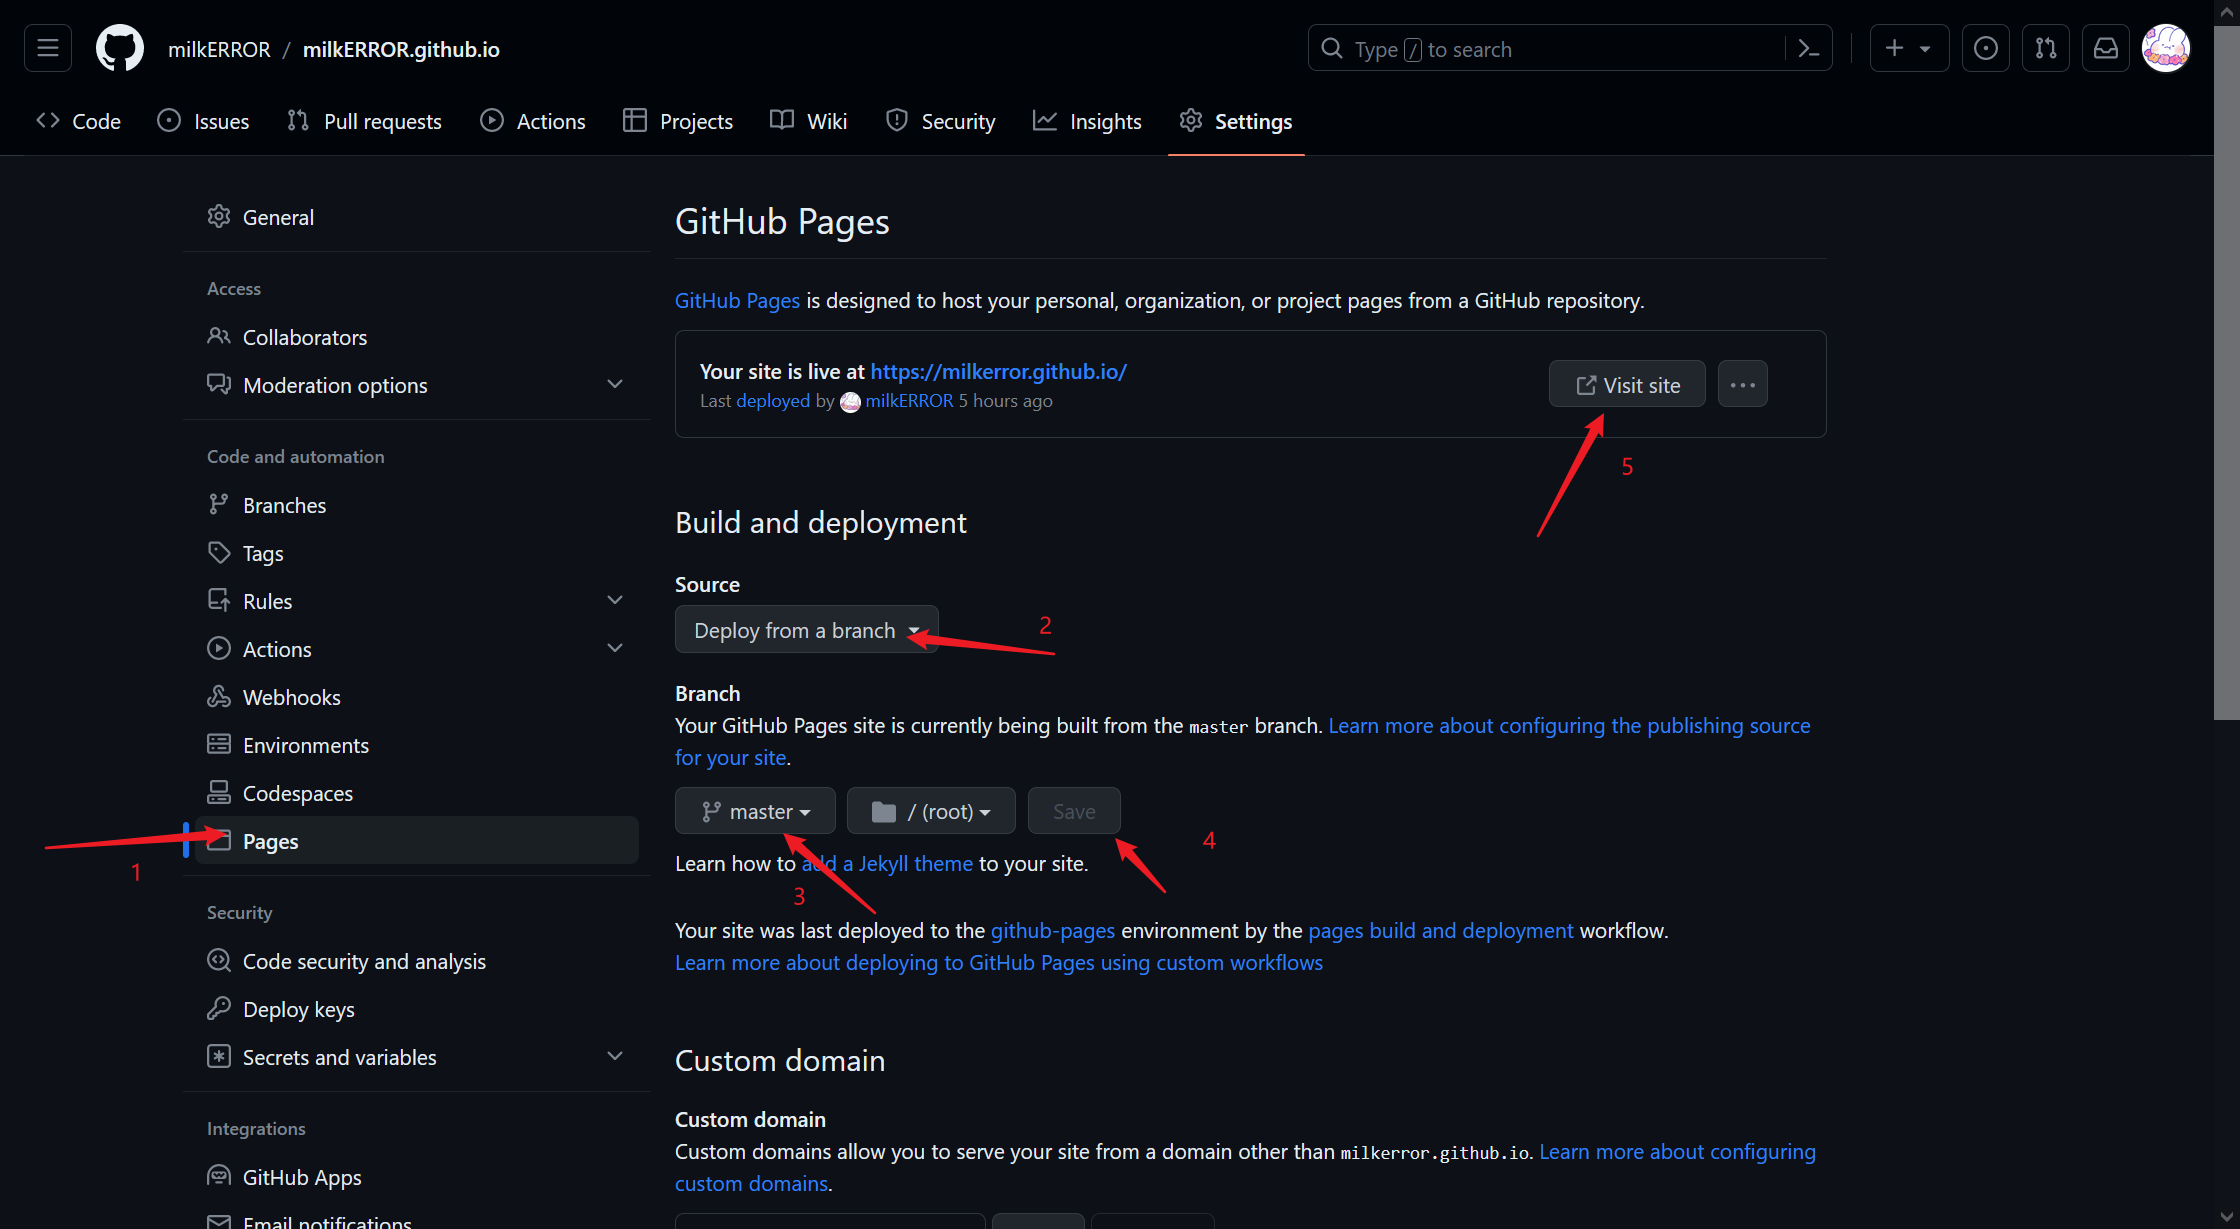 milkERROR / milkERROR.github.io
Type / to search
Code
Issues
Pull requests
Actions
Projects
Wiki
Security
Insights
Settings
General
Access
Collaborators
Moderation options
Code and automation
Branches
Tags
Rules
Actions
Webhooks
Environments
Codespaces
Pages
1
Security
Code security and analysis
Deploy keys
Secrets and variables
Integrations
GitHub Apps
Email notifications
GitHub Pages
GitHub Pages is designed to host your personal, organization, or project pages from a GitHub repository.
Your site is live at https://milkerror.github.io/
Last deployed by milkERROR 5 hours ago
Visit site
5
Build and deployment
Source
Deploy from a branch
2
Branch
Your GitHub Pages site is currently being built from the master branch. Learn more about configuring the publishing source
for your site.
master
/ (root)
Save
4
Learn how to add a Jekyll theme to your site.
3
Your site was last deployed to the github-pages environment by the pages build and deployment workflow.
Learn more about deploying to GitHub Pages using custom workflows
Custom domain
Custom domain
Custom domains allow you to serve your site from a domain other than milkerror.github.io. Learn more about configuring
custom domains.